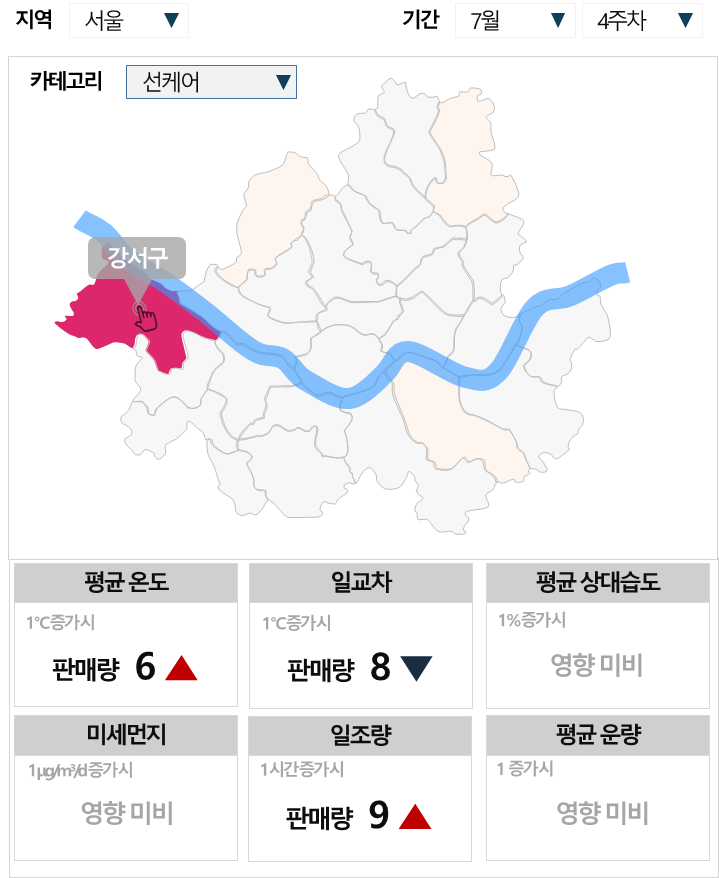 지역 서울 기간 7월 4주차
카테고리 선케어
강서구
평균 온도 일교차 평균 상대습도
1°C증가시 1°C증가시 1%증가시
판매량 6 판매량 8 영향 미비
미세먼지 일조량 평균 운량
1μg/m³/d증가시 1시간증가시 1 증가시
영향 미비 판매량 9 영향 미비